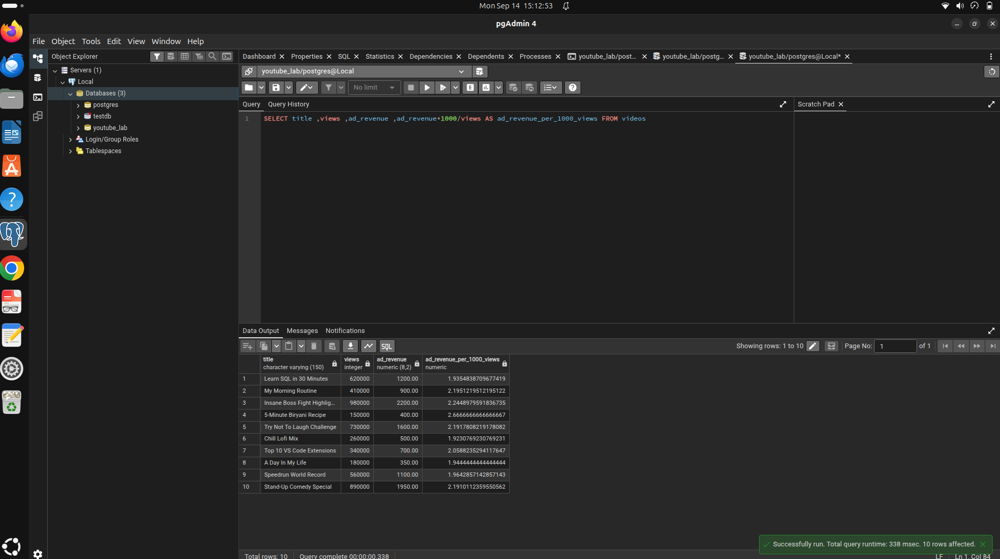 Mon Sep 14 15:12:53
pgAdmin 4
File Object Tools Edit View Window Help
Object Explorer
Dashboard Properties SQL Statistics Dependencies Dependents Processes youtube_lab/post... youtube_lab/postg... youtube_lab/postgres@Local*
Servers (1)
Local
Databases (3)
postgres
testdb
youtube_lab
Login/Group Roles
Tablespaces
youtube_lab/postgres@Local
No limit
Query Query History
Scratch Pad
1 SELECT title ,views ,ad_revenue ,ad_revenue*1000/views AS ad_revenue_per_1000_views FROM videos
Data Output Messages Notifications
SQL Showing rows: 1 to 10 Page No: 1 of 1
title views ad_revenue ad_revenue_per_1000_views
character varying (150) integer numeric (8,2) numeric
1 Learn SQL in 30 Minutes 620000 1200.00 1.9354838709677419
2 My Morning Routine 410000 900.00 2.1951219512195122
3 Insane Boss Fight Highlig... 980000 2200.00 2.2448979591836735
4 5-Minute Biryani Recipe 150000 400.00 2.6666666666666667
5 Try Not To Laugh Challenge 730000 1600.00 2.1917808219178082
6 Chill Lofi Mix 260000 500.00 1.9230769230769231
7 Top 10 VS Code Extensions 340000 700.00 2.0588235294117647
8 A Day In My Life 180000 350.00 1.9444444444444444
9 Speedrun World Record 560000 1100.00 1.9642857142857143
10 Stand-Up Comedy Special 890000 1950.00 2.1910112359550562
Successfully run. Total query runtime: 338 msec. 10 rows affected.
Total rows: 10 Query complete 00:00:00.338 LF Ln 1, Col 84